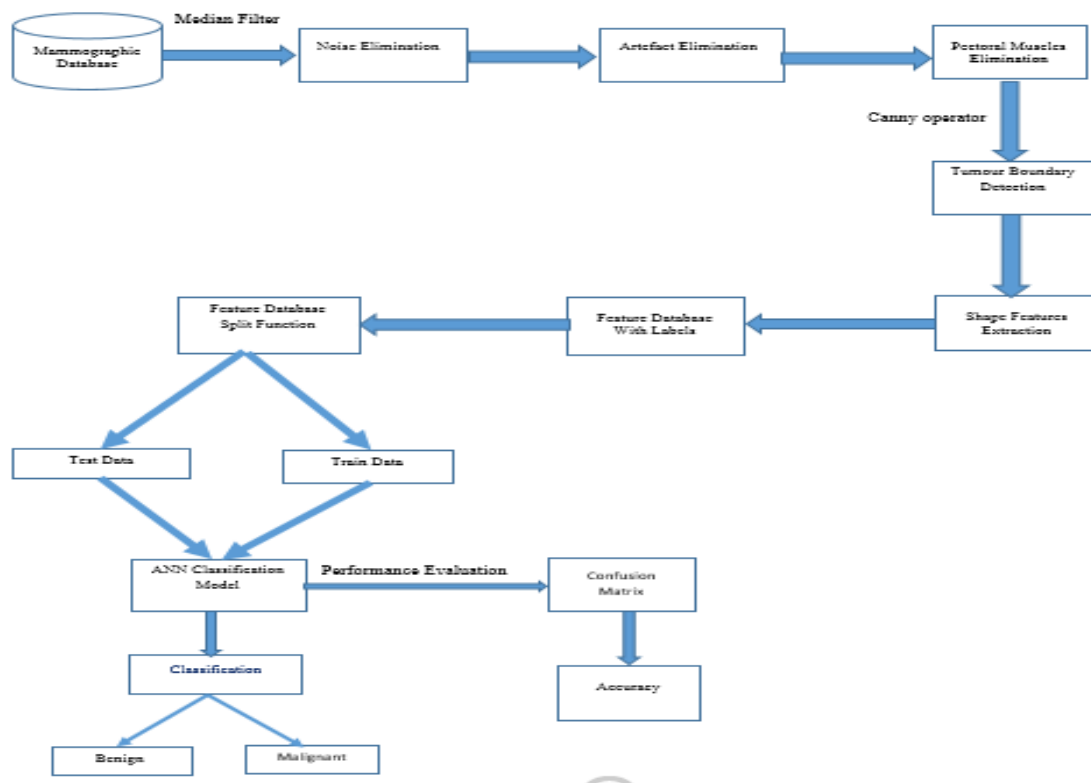 Median Filter
Mammographic
Database
Noise Elimination
Artefact Elimination
Pectoral Muscles
Elimination
Canny operator
Tumour Boundary
Detection
Feature Database
Split Function
Feature Database
With Labels
Shape Features
Extraction
Test Data
Train Data
ANN Classification
Model
Performance Evaluation
Confusion
Matrix
Classification
Accuracy
Benign
Malignant